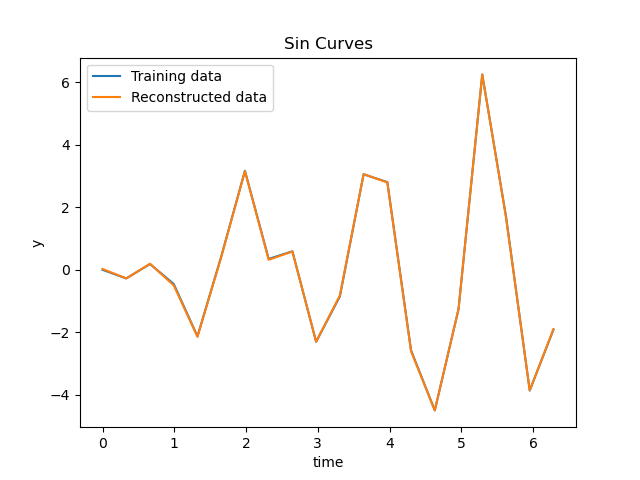 Sin Curves
Training data
Reconstructed data
6
4
2
0
−2
−4
y
0 1 2 3 4 5 6
time